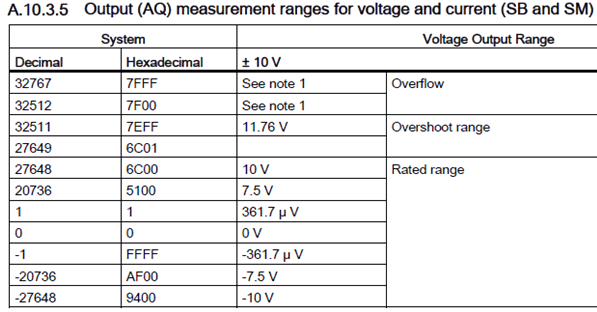 A.10.3.5 Output (AQ) measurement ranges for voltage and current (SB and SM)
System Voltage Output Range
Decimal Hexadecimal ± 10 V
32767 7FFF See note 1 Overflow
32512 7F00 See note 1
32511 7EFF 11.76 V Overshoot range
27649 6C01
27648 6C00 10 V Rated range
20736 5100 7.5 V
1 1 361.7 µ V
0 0 0 V
-1 FFFF -361.7 µ V
-20736 AF00 -7.5 V
-27648 9400 -10 V